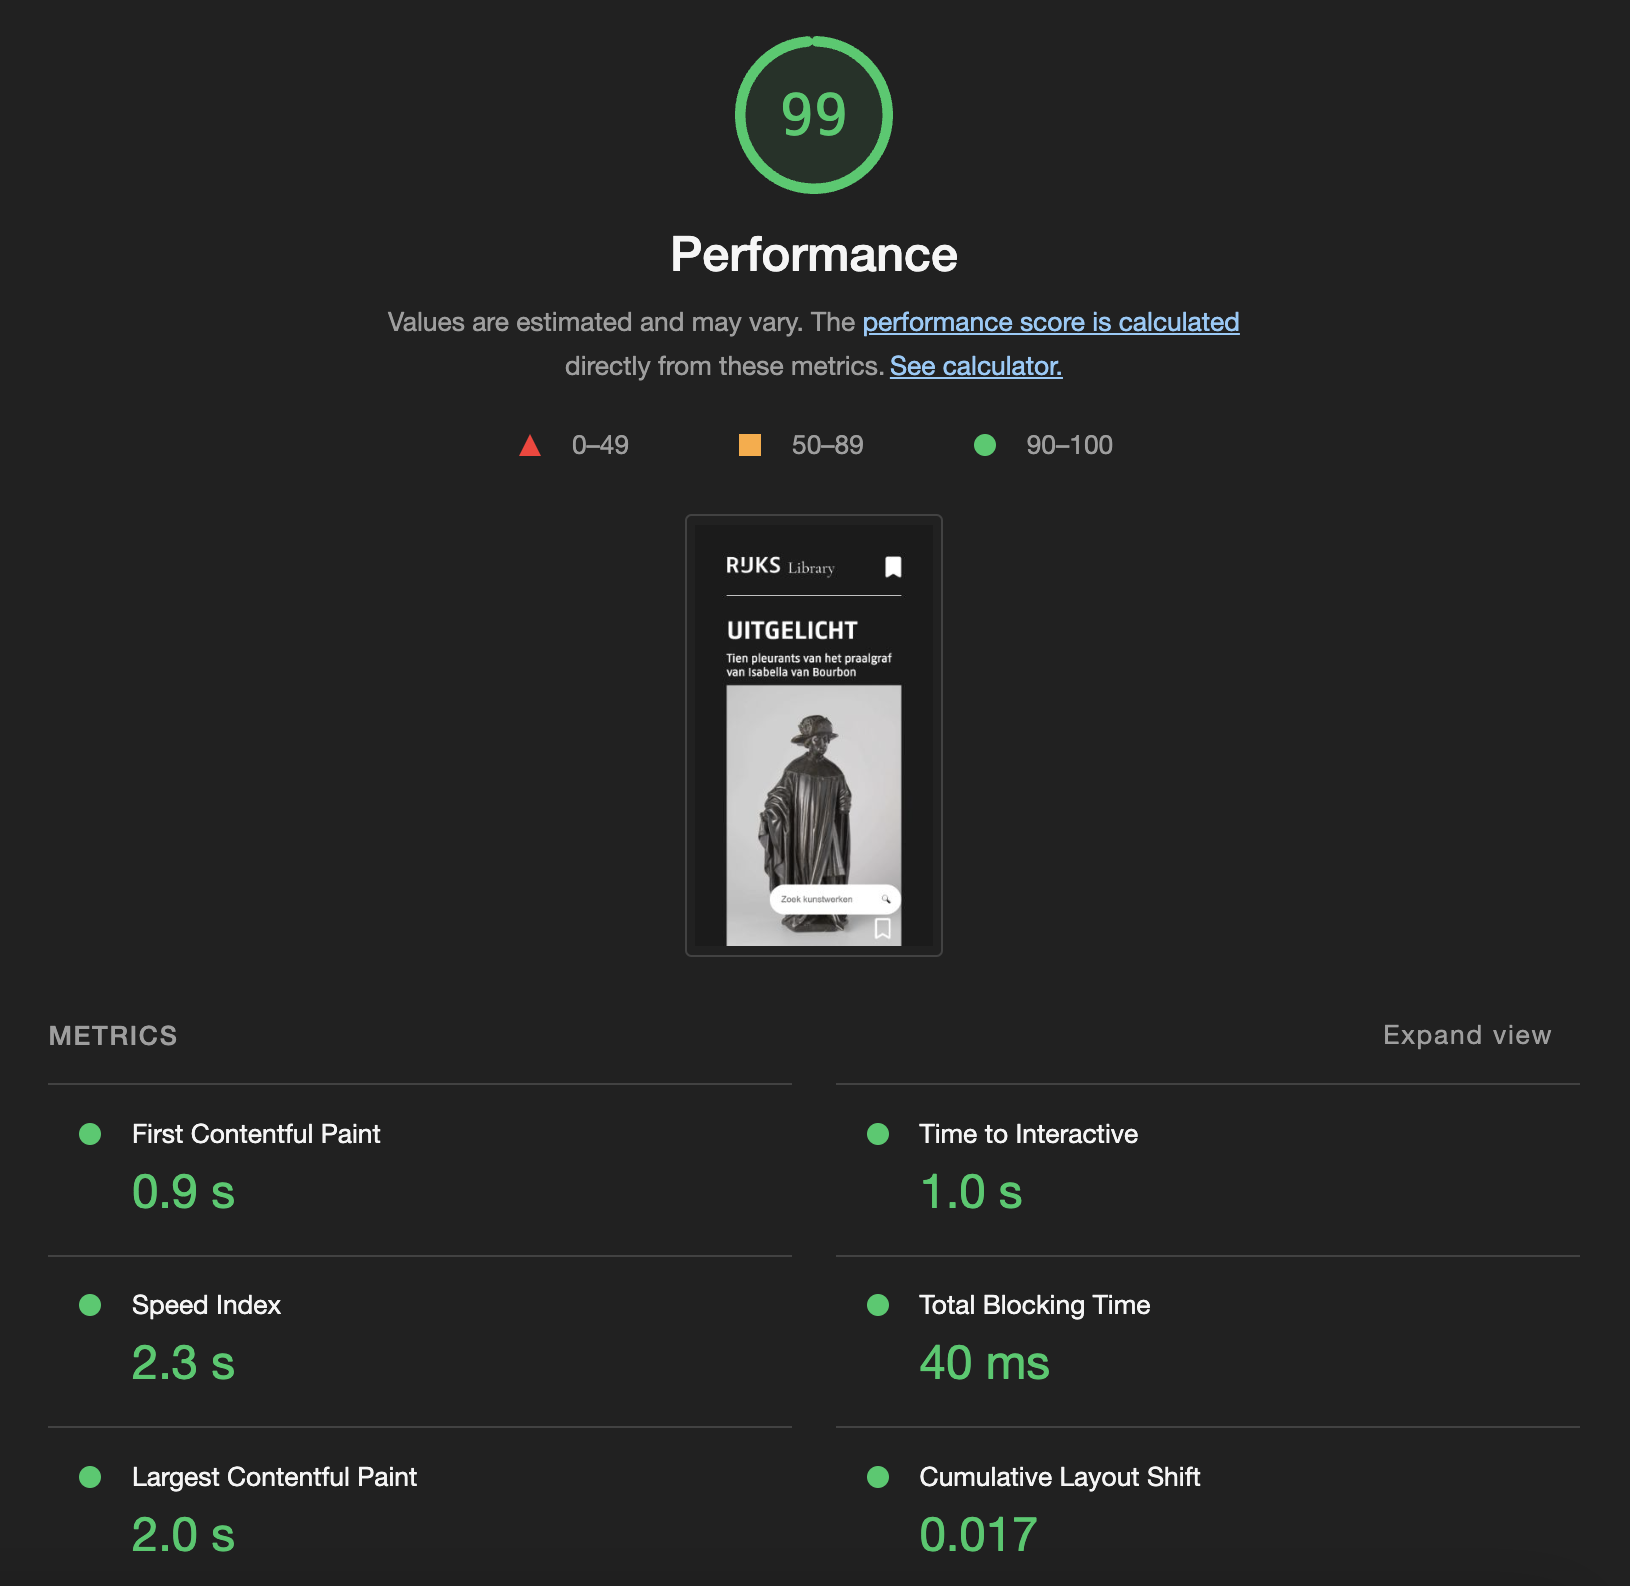 99
Performance
Values are estimated and may vary. The performance score is calculated
directly from these metrics. See calculator.
0–49 50–89 90–100
RIJKS Library
UITGELICHT
Tien pleurants van het praalgraf
van Isabella van Bourbon
Zoek kunstwerken
METRICS
Expand view
First Contentful Paint
0.9 s
Time to Interactive
1.0 s
Speed Index
2.3 s
Total Blocking Time
40 ms
Largest Contentful Paint
2.0 s
Cumulative Layout Shift
0.017